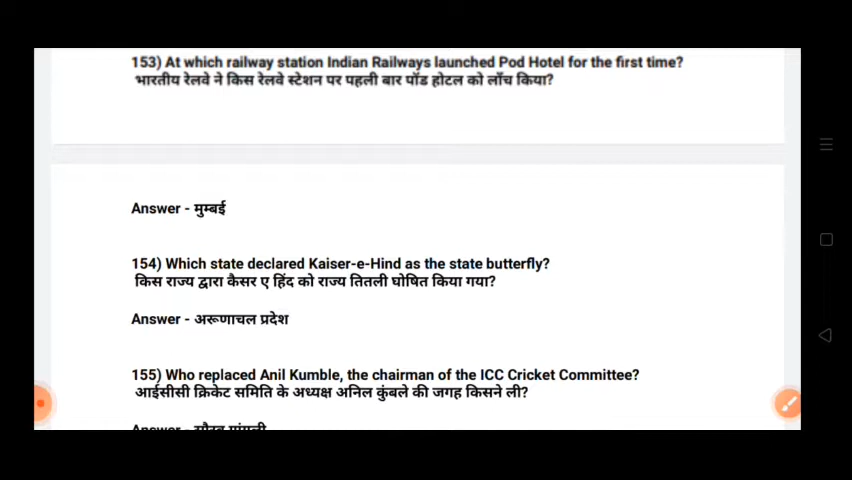 153) At which railway station Indian Railways launched Pod Hotel for the first time?
भारतीय रेलवे ने किस रेलवे स्टेशन पर पहली बार पॉड होटल को लॉंच किया?
Answer - मुम्बई
154) Which state declared Kaiser-e-Hind as the state butterfly?
किस राज्य द्वारा कैसर ए हिंद को राज्य तितली घोषित किया गया?
Answer - अरूणाचल प्रदेश
155) Who replaced Anil Kumble, the chairman of the ICC Cricket Committee?
आईसीसी क्रिकेट समिति के अध्यक्ष अनिल कुंबले की जगह किसने ली?
Answer - सौरव गांगुली